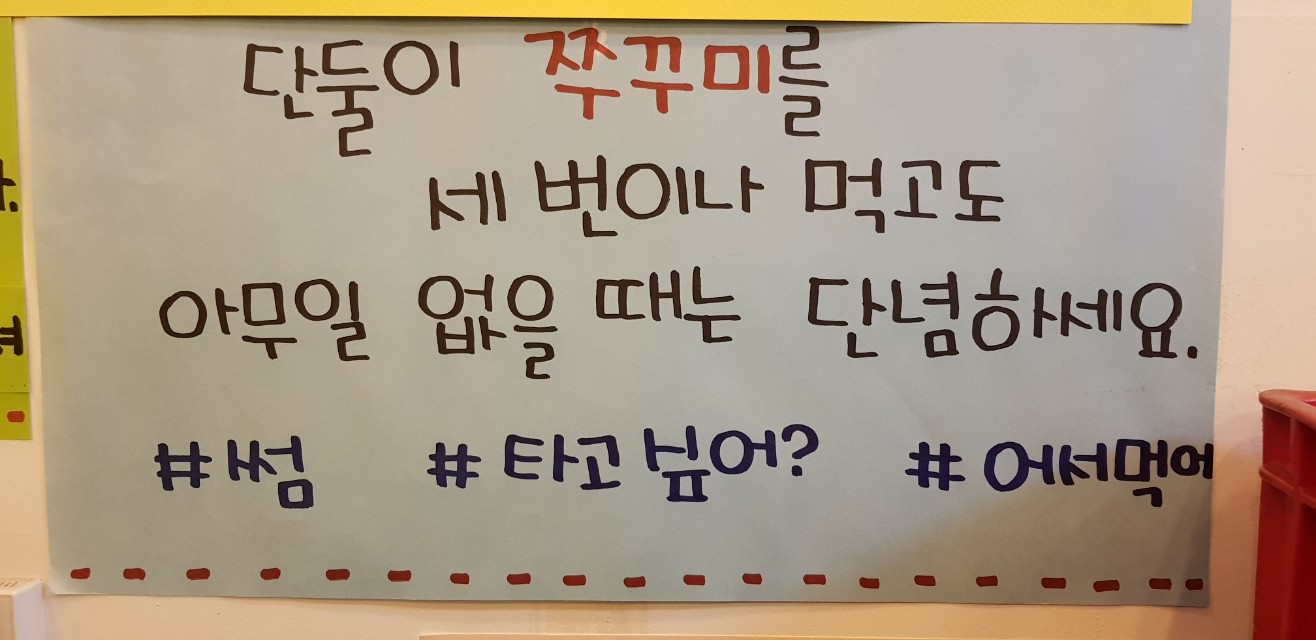 단둘이 쭈꾸미를
세 번이나 먹고도
아무일 없을 때는 단념하세요.
#썸 #타고싶어? #어서먹어